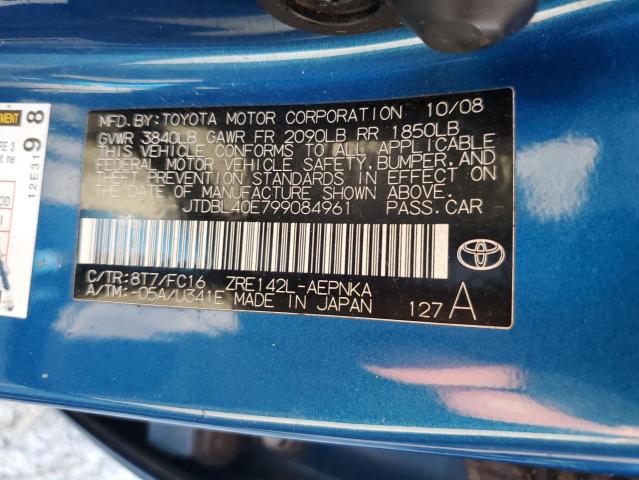 MFD. BY: TOYOTA MOTOR CORPORATION 10/08
GVWR 3840LB GAWR FR 2090LB RR 1850LB
THIS VEHICLE CONFORMS TO ALL APPLICABLE
FEDERAL MOTOR VEHICLE SAFETY, BUMPER, AND
THEFT PREVENTION STANDARDS IN EFFECT ON
THE DATE OF MANUFACTURE SHOWN ABOVE.
JTDBL40E799084961 PASS. CAR
C/TR: 8T7/FC16 ZRE142L-AEPNKA
A/TM: -05A/U341E MADE IN JAPAN 127 A
12E3198